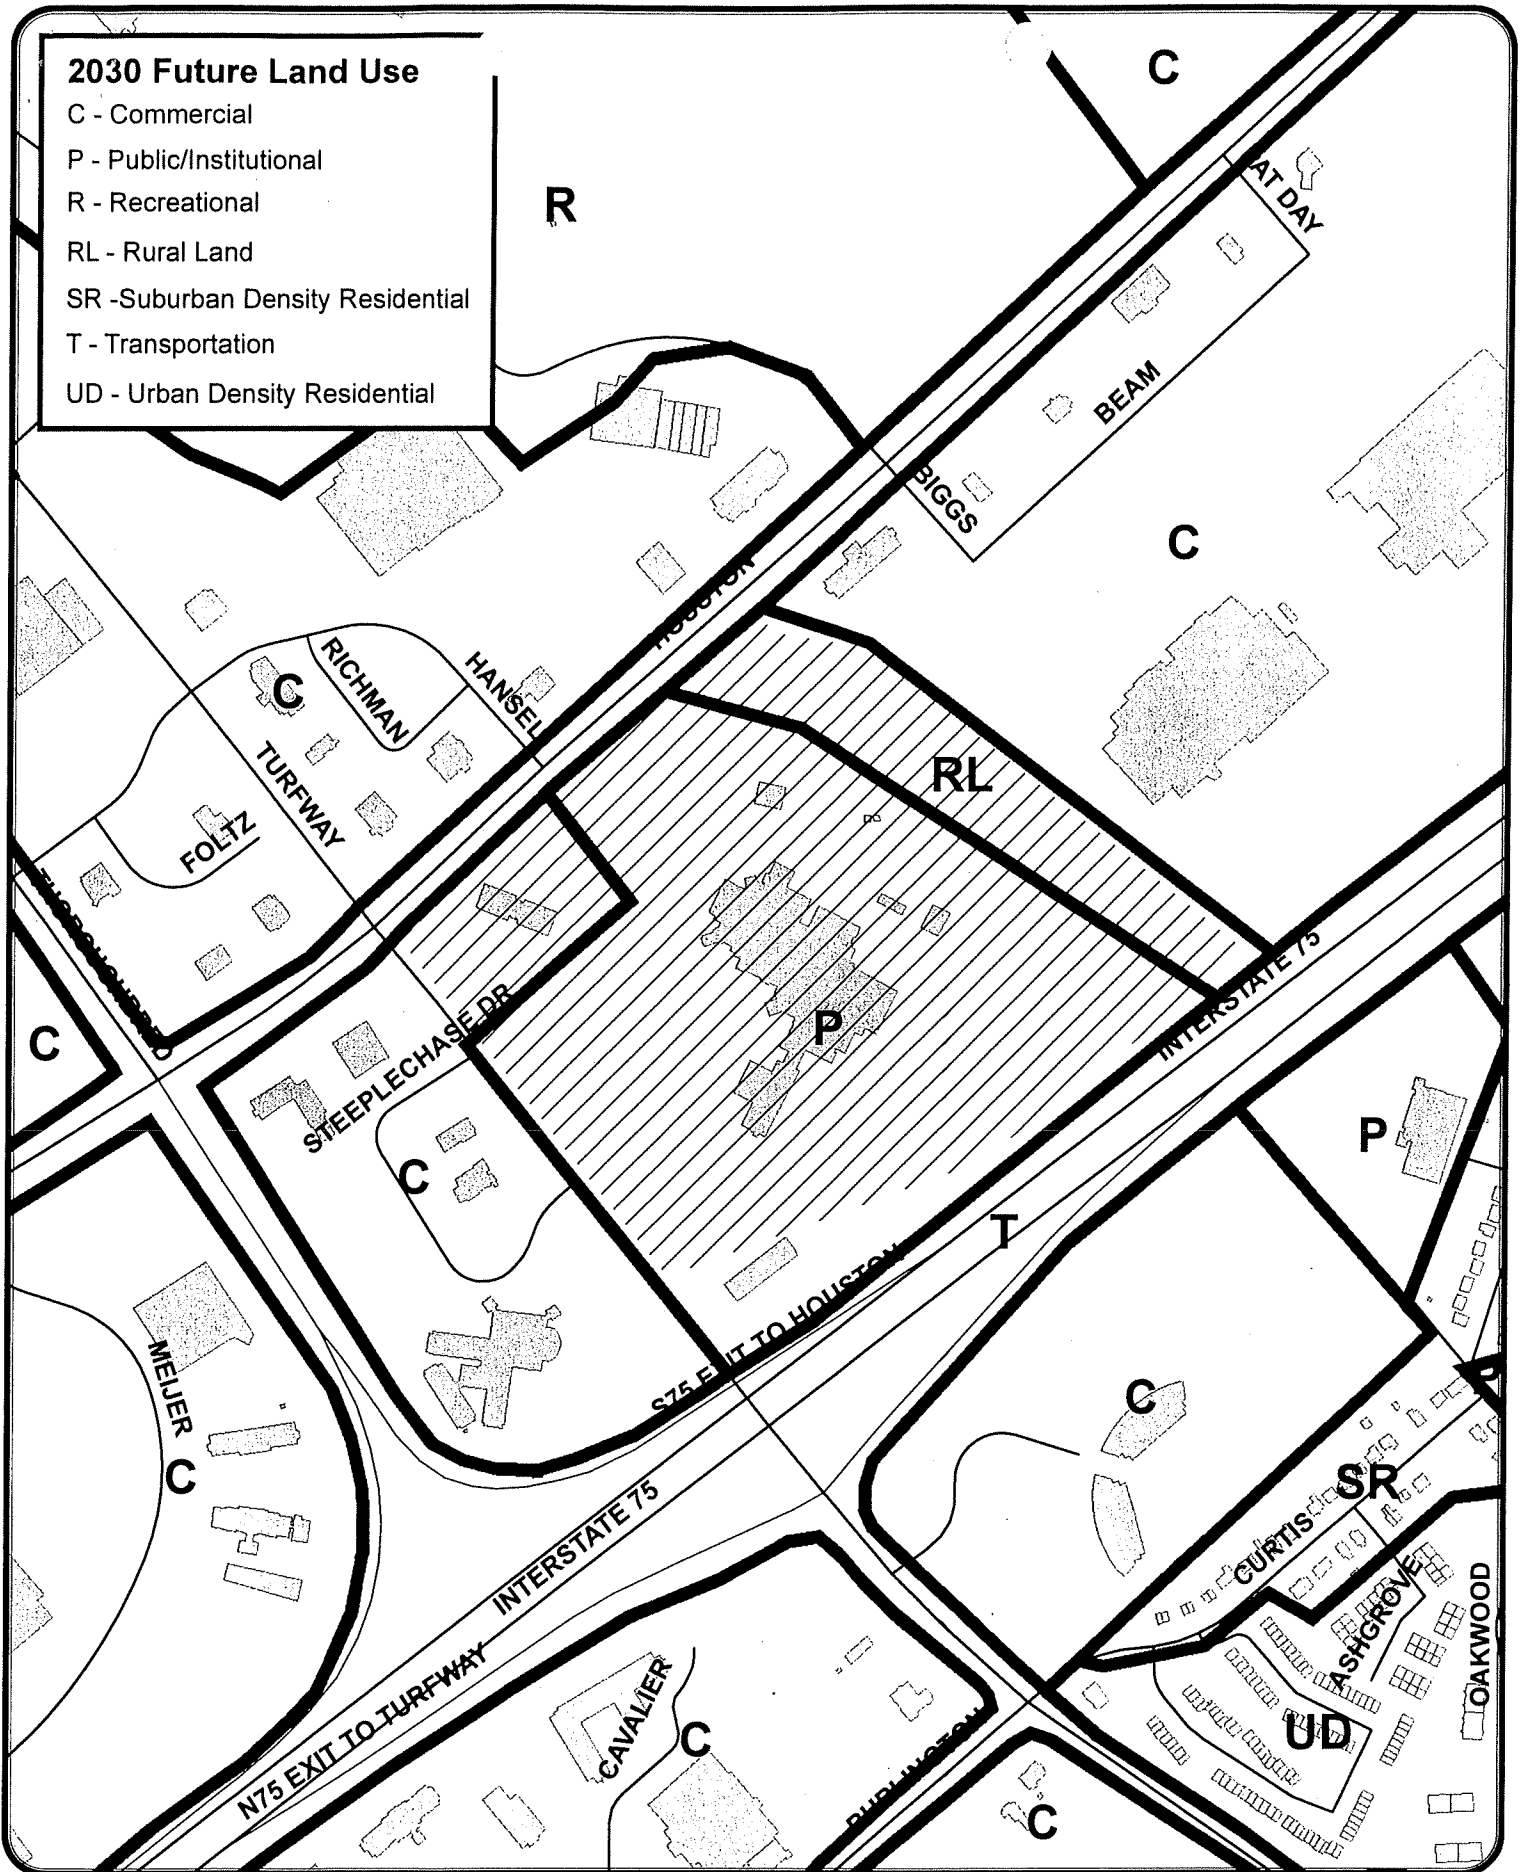 2030 Future Land Use
C - Commercial
P - Public/Institutional
R - Recreational
RL - Rural Land
SR -Suburban Density Residential
T - Transportation
UD - Urban Density Residential
C
R
AT DAY
BEAM
BIGGS
C
HOUSTON
RICHMAN
HANSEL
C
TURFWAY
RL
FOLTZ
THOROUGHBRED
INTERSTATE 75
STEEPLECHASE DR
P
C
P
C
T
S75 EXIT TO HOUSTON
MEIJER
C
C
SR
INTERSTATE 75
CURTIS
ASHGROVE
OAKWOOD
N75 EXIT TO TURFWAY
CAVALIER
C
UD
BURLINGTON
C